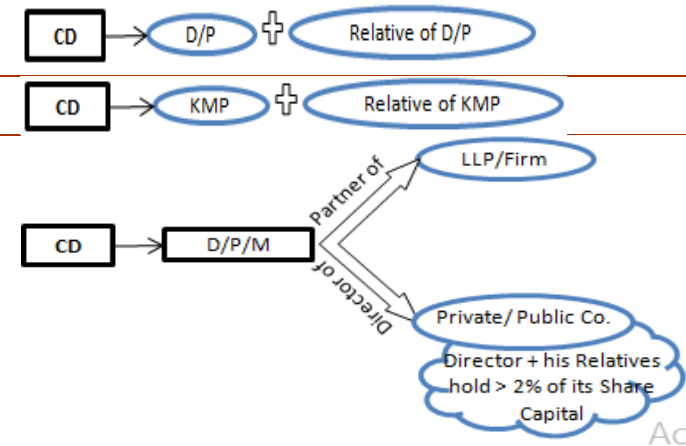 CD
D/P
Relative of D/P
CD
KMP
Relative of KMP
CD
D/P/M
Partner of
LLP/Firm
Director of
Private/ Public Co.
Director + his Relatives
hold > 2% of its Share
Capital
Ac